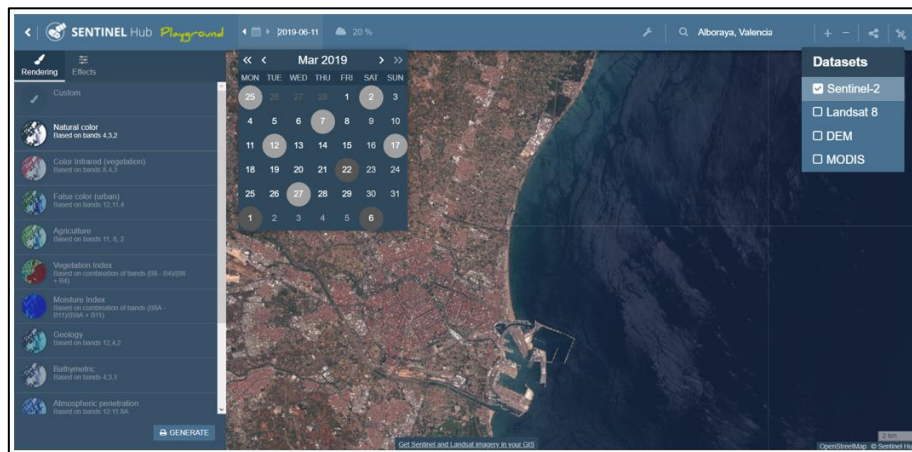 SENTINEL Hub Playground
2019-06-11
20 %
Alboraya, Valencia
Rendering
Effects
Custom
Natural color
Based on bands 4,3,2
Color Infrared (vegetation)
Based on bands 8,4,3
False color (urban)
Based on bands 12,11,4
Agriculture
Based on bands 11, 8, 2
Vegetation Index
Based on combination of bands (B8 - B4)/(B8
+ B4)
Moisture Index
Based on combination of bands (B8A -
B11)/(B8A + B11)
Geology
Based on bands 12,4,2
Bathymetric
Based on bands 4,3,1
Atmospheric penetration
Based on bands 12,11,8A
GENERATE
« < Mar 2019 > »
MON TUE WED THU FRI SAT SUN
25 26 27 28 1 2 3
4 5 6 7 8 9 10
11 12 13 14 15 16 17
18 19 20 21 22 23 24
25 26 27 28 29 30 31
1 2 3 4 5 6
Datasets
Sentinel-2
Landsat 8
DEM
MODIS
Get Sentinel and Landsat imagery in your GIS
2 km
OpenStreetMap © Sentinel Hu